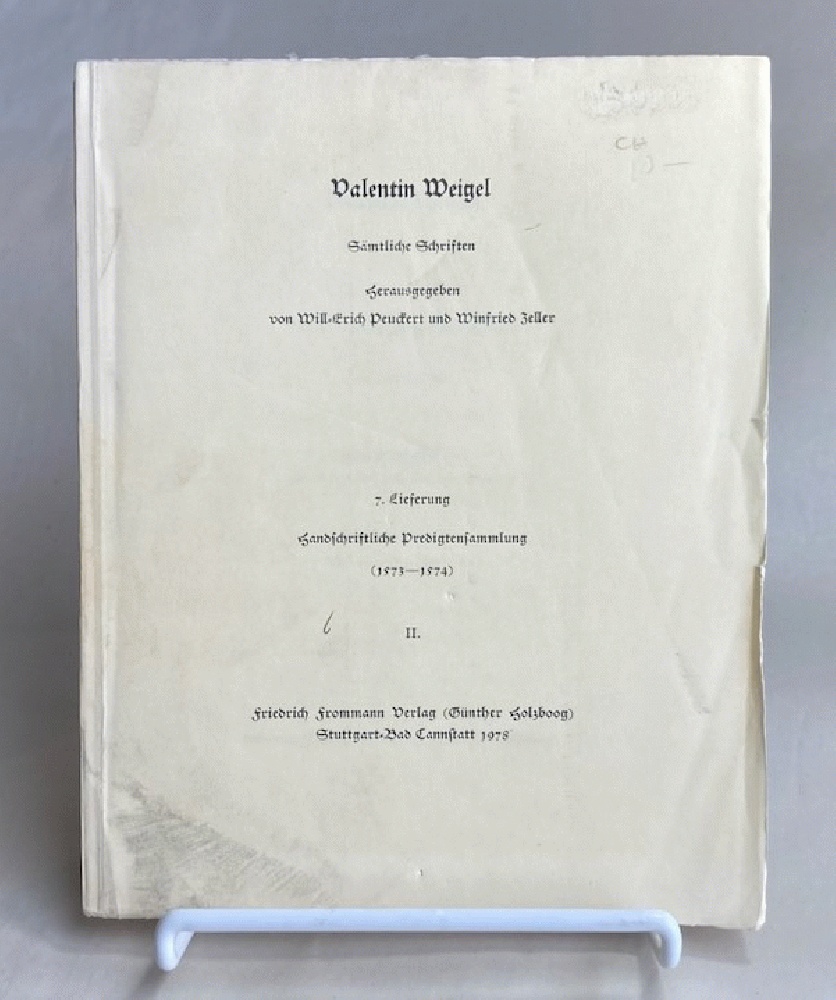 Valentin Weigel
Sämtliche Schriften
Herausgegeben
von Will-Erich Peuckert und Winfried Zeller
7. Lieferung
Handschriftliche Predigtensammlung
(1573—1574)
II.
Friedrich Frommann Verlag (Günther Holzboog)
Stuttgart-Bad Cannstatt 1978